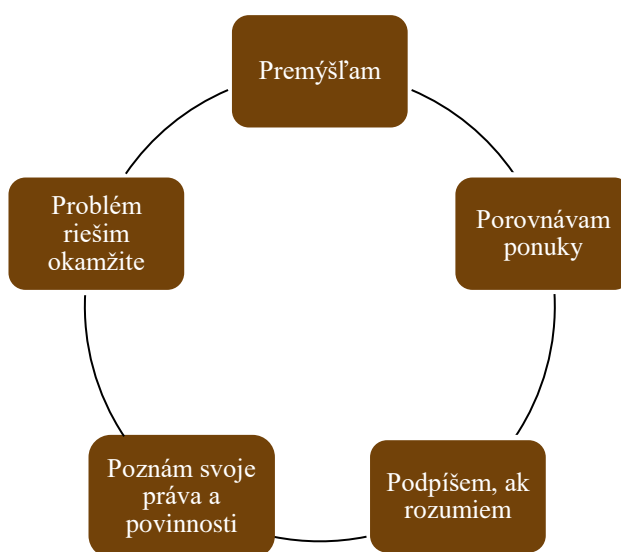 Premýšľam
Porovnávam
ponuky
Podpíšem, ak
rozumiem
Poznám svoje
práva a
povinnosti
Problém
riešim
okamžite